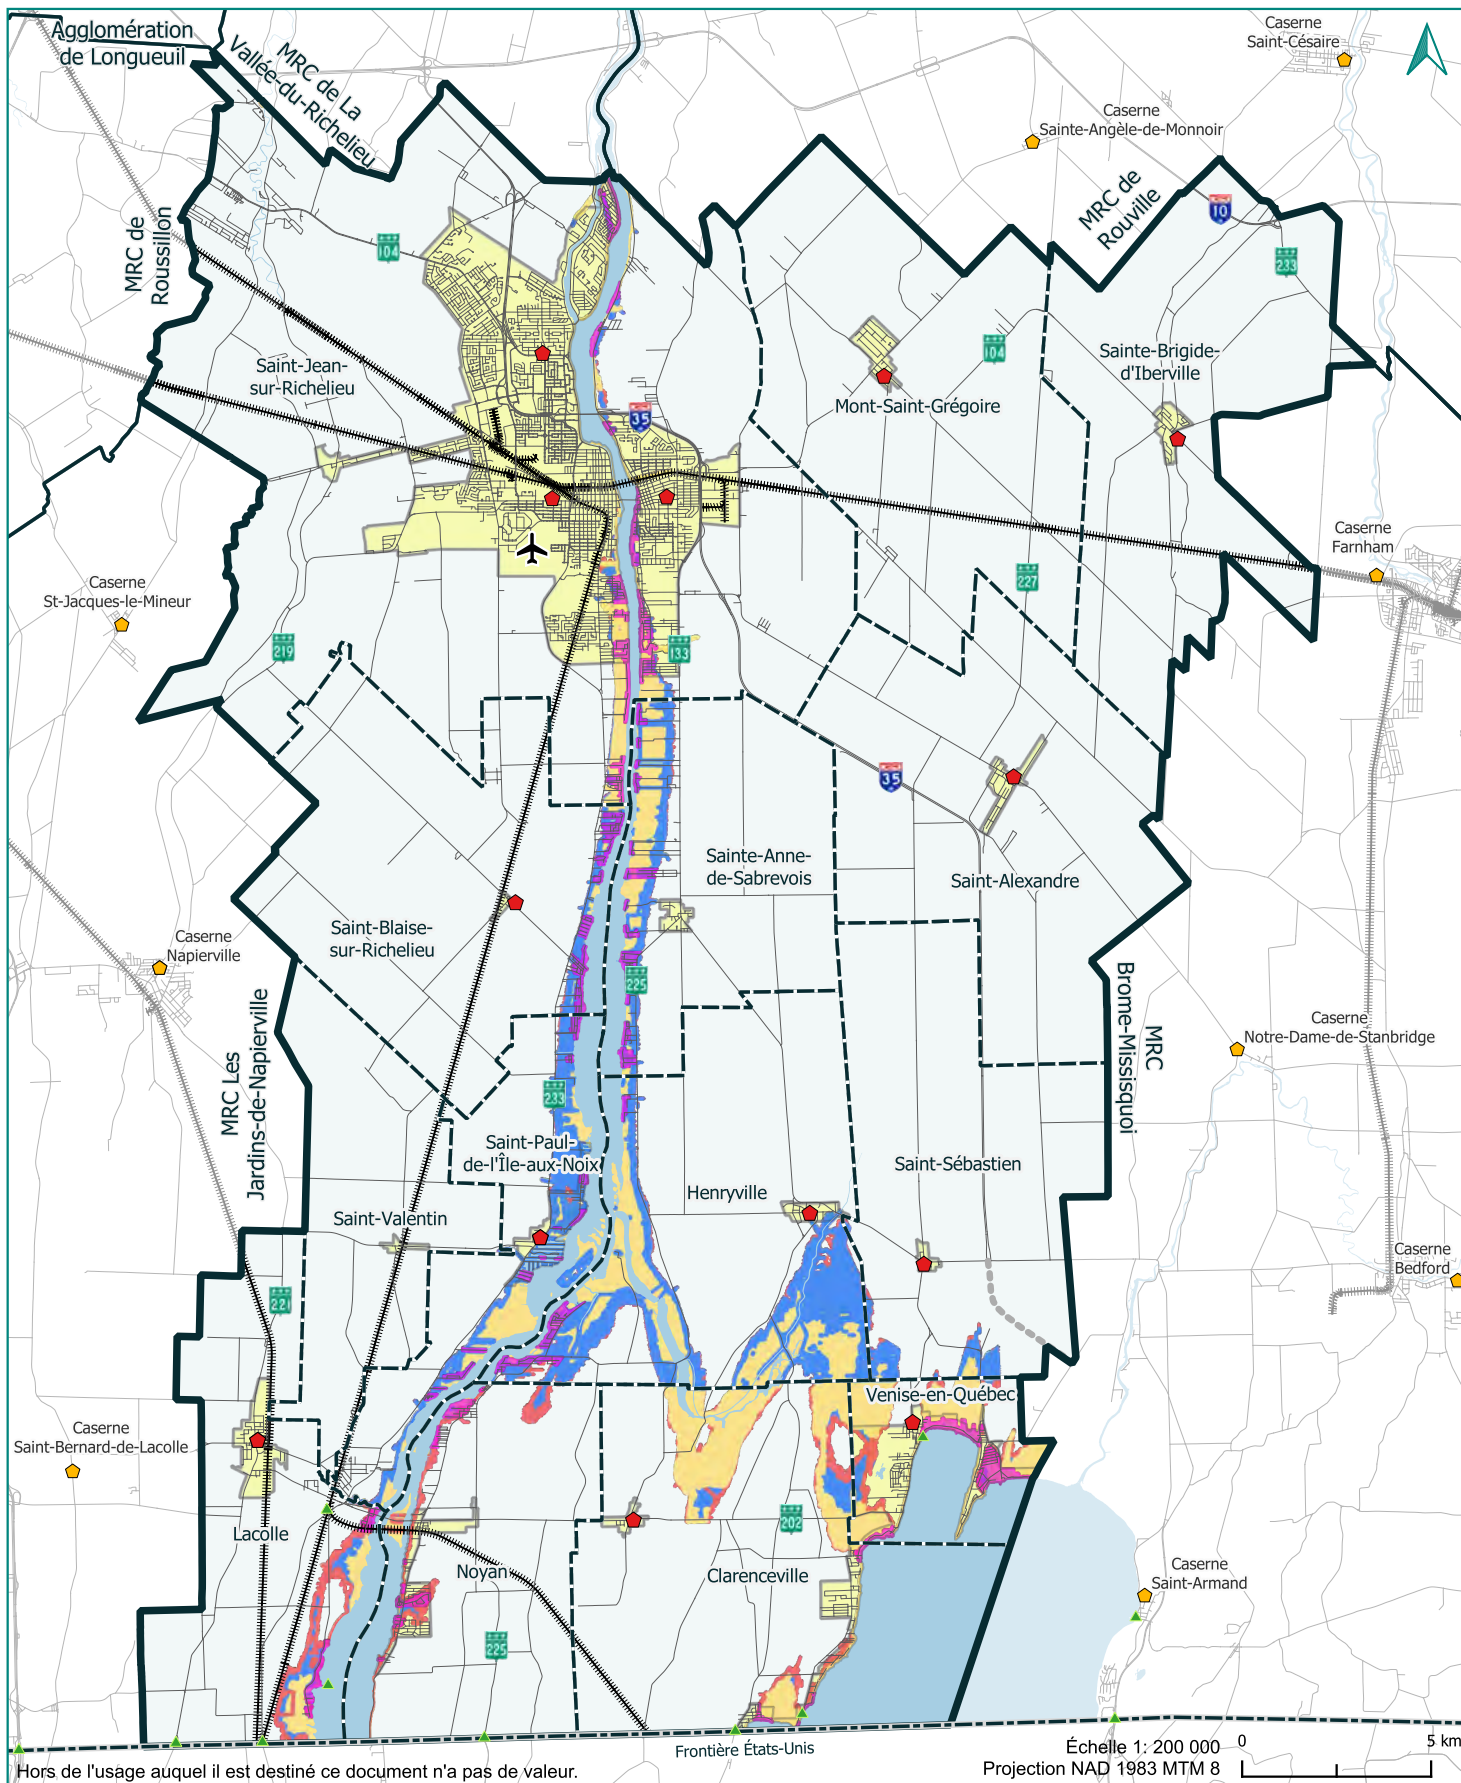 Agglomération
de Longueuil
MRC de La
Vallée-du-Richelieu
Caserne
Saint-Césaire
Caserne
Sainte-Angèle-de-Monnoir
MRC de
Rouville
10
MRC de
Roussillon
104
233
Saint-Jean-
sur-Richelieu
104
Sainte-Brigide-
d'Iberville
Mont-Saint-Grégoire
35
Caserne
Farnham
Caserne
St-Jacques-le-Mineur
227
219
133
35
Sainte-Anne-
de-Sabrevois
Saint-Alexandre
Saint-Blaise-
sur-Richelieu
Caserne
Napierville
225
MRC
Brome-Missisquoi
Caserne
Notre-Dame-de-Stanbridge
MRC Les
Jardins-de-Napierville
233
Saint-Paul-
de-l'Île-aux-Noix
Saint-Sébastien
Henryville
Saint-Valentin
Caserne
Bedford
221
Venise-en-Québec
Caserne
Saint-Bernard-de-Lacolle
202
Lacolle
Noyan
Clarenceville
Caserne
Saint-Armand
225
Frontière États-Unis
Échelle 1: 200 000
Projection NAD 1983 MTM 8
0
5 km
Hors de l'usage auquel il est destiné ce document n'a pas de valeur.